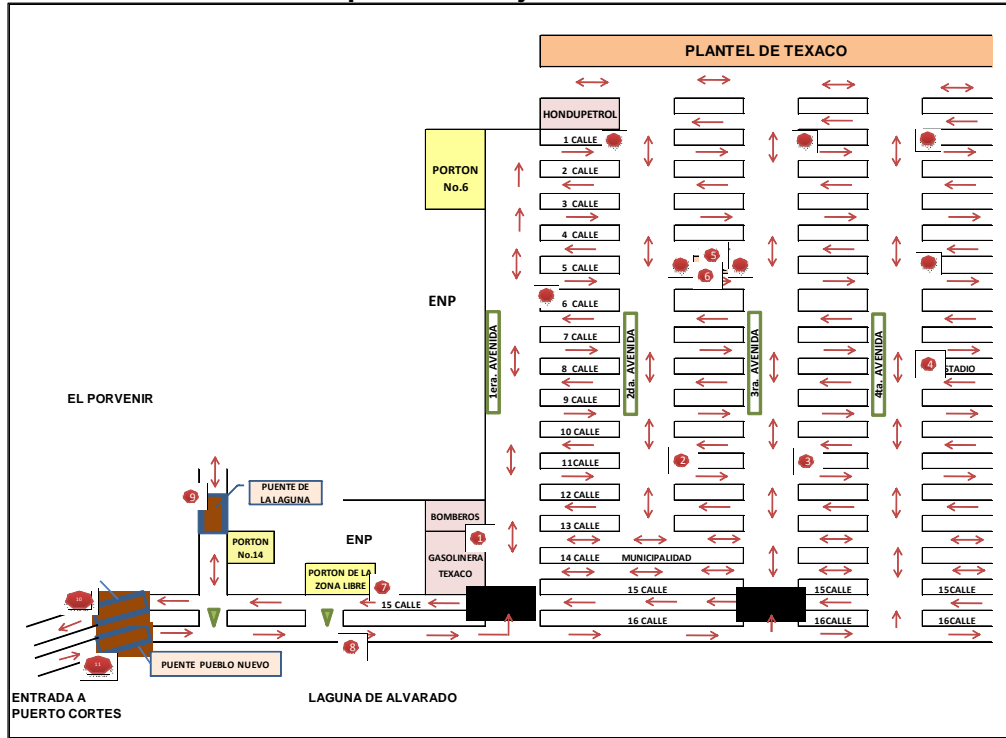 PLANTEL DE TEXACO
HONDUPETROL
1 CALLE
PORTON
No.6
2 CALLE
3 CALLE
4 CALLE
5
5 CALLE
6
ENP
6 CALLE
1era. AVENIDA
2da. AVENIDA
3ra. AVENIDA
4ta. AVENIDA
7 CALLE
8 CALLE
4
STADIO
EL PORVENIR
9 CALLE
10 CALLE
11CALLE
2
3
12 CALLE
9
PUENTE DE
LA LAGUNA
BOMBEROS
13 CALLE
PORTON
No.14
ENP
1
GASOLINERA
TEXACO
14 CALLE
MUNICIPALIDAD
PORTON DE LA
ZONA LIBRE
7
15 CALLE
15CALLE
15CALLE
10
15 CALLE
16 CALLE
16CALLE
16CALLE
8
11
PUENTE PUEBLO NUEVO
ENTRADA A
PUERTO CORTES
LAGUNA DE ALVARADO